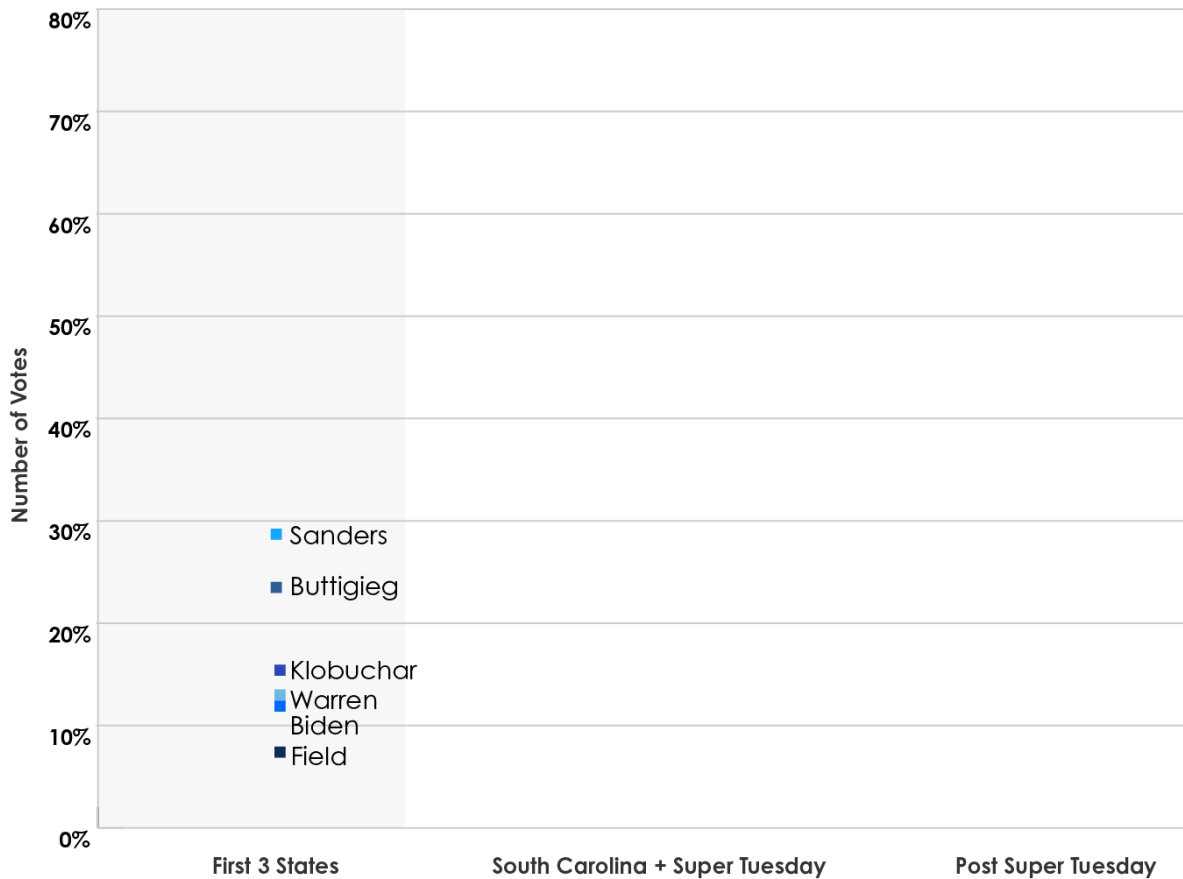 80%
70%
60%
50%
40%
30%
20%
10%
0%
Number of Votes
Sanders
Buttigieg
Klobuchar
Warren
Biden
Field
First 3 States
South Carolina + Super Tuesday
Post Super Tuesday